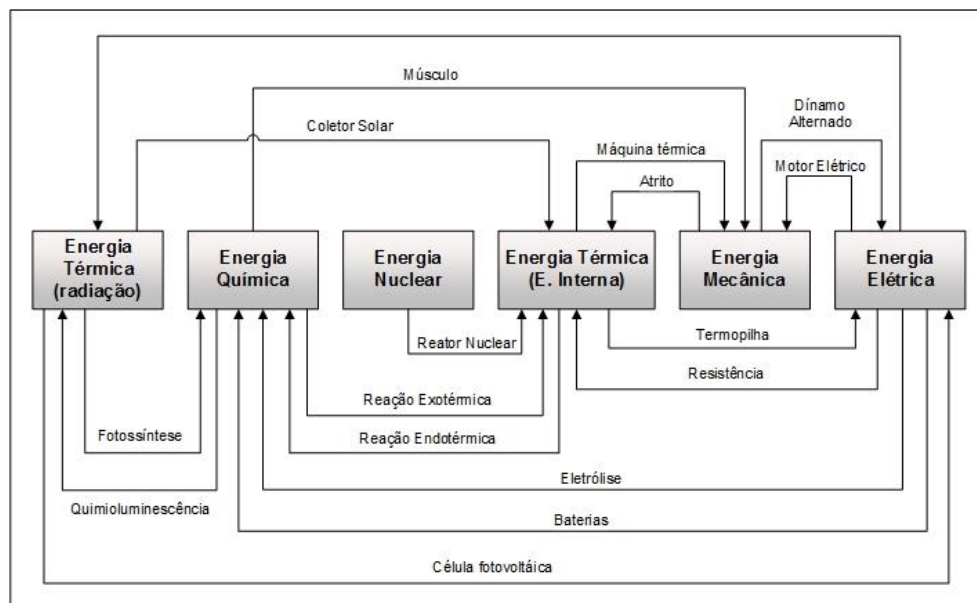 Músculo
Dínamo
Alternado
Coletor Solar
Máquina térmica
Motor Elétrico
Atrito
Energia
Térmica
(radiação)
Energia
Química
Energia
Nuclear
Energia Térmica
(E. Interna)
Energia
Mecânica
Energia
Elétrica
Reator Nuclear
Termopilha
Resistência
Reação Exotérmica
Fotossíntese
Reação Endotérmica
Eletrólise
Quimioluminescência
Baterias
Célula fotovoltáica